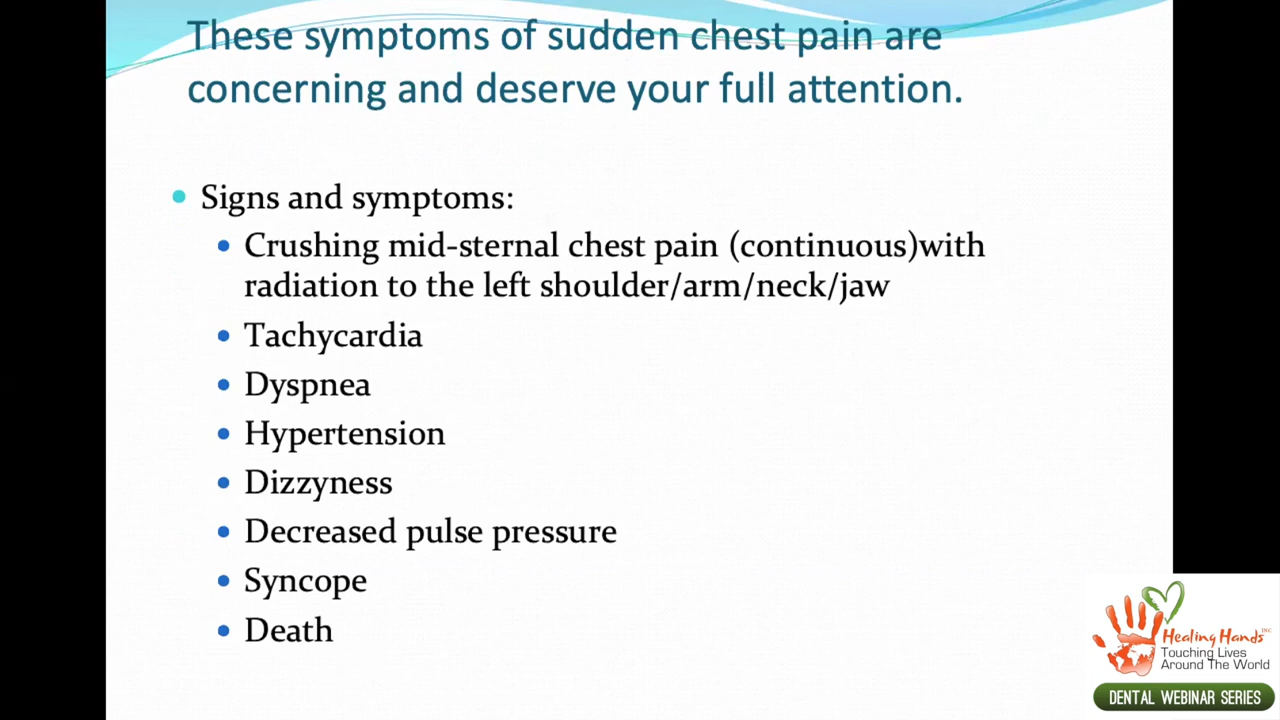 These symptoms of sudden chest pain are
concerning and deserve your full attention.
Signs and symptoms:
Crushing mid-sternal chest pain (continuous)with
radiation to the left shoulder/arm/neck/jaw
Tachycardia
Dyspnea
Hypertension
Dizzyness
Decreased pulse pressure
Syncope
Death
Healing Hands INC
Touching Lives
Around The World
DENTAL WEBINAR SERIES